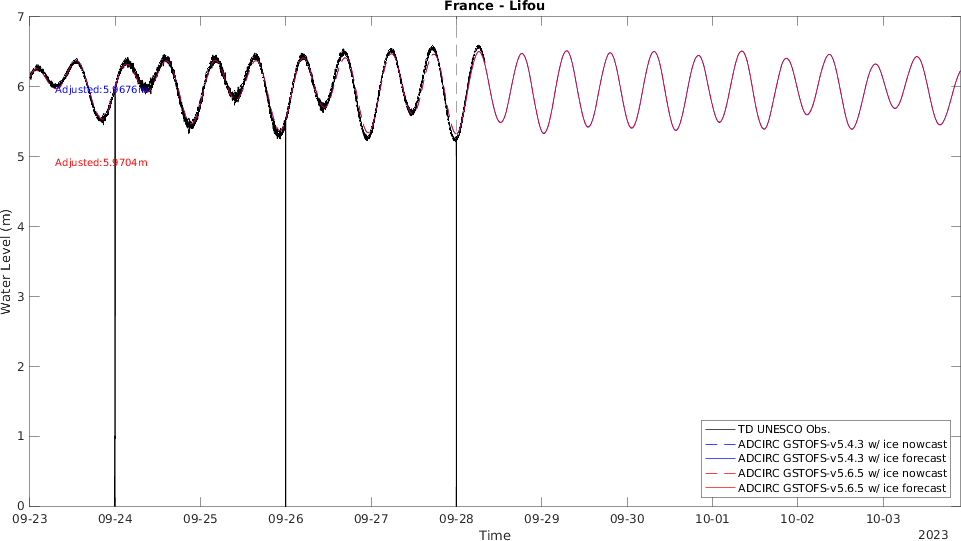 France - Lifou
Water Level (m)
7
6
5
4
3
2
1
0
Adjusted:5.9676m
Adjusted:5.9704m
TD UNESCO Obs.
ADCIRC GSTOFS-v5.4.3 w/ ice nowcast
ADCIRC GSTOFS-v5.4.3 w/ ice forecast
ADCIRC GSTOFS-v5.6.5 w/ ice nowcast
ADCIRC GSTOFS-v5.6.5 w/ ice forecast
09-23 09-24 09-25 09-26 09-27 09-28 09-29 09-30 10-01 10-02 10-03
Time
2023